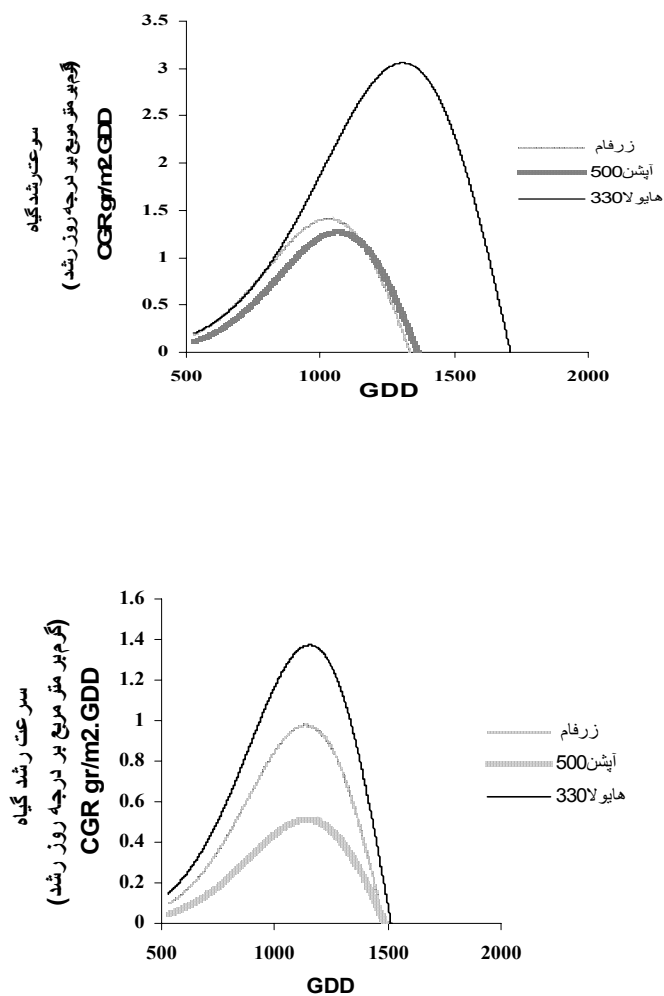 3.5
3
2.5
2
1.5
1
0.5
0
500 1000 1500 2000
GDD
سرعت رشد گیاه
(گرم بر متر مربع بر درجه روز رشد)
CGR gr/m2.GDD
زرفام
آپشن500
هایولا330
1.6
1.4
1.2
1
0.8
0.6
0.4
0.2
0
500 1000 1500 2000
GDD
سرعت رشد گیاه
(گرم بر متر مربع بر درجه روز رشد)
CGR gr/m2.GDD
زرفام
آپشن500
هایولا330